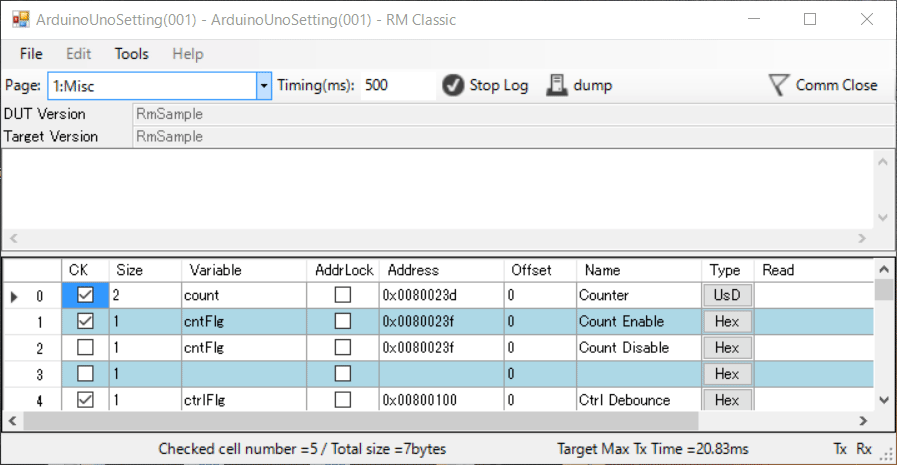 ArduinoUnoSetting(001) - ArduinoUnoSetting(001) - RM Classic
File Edit Tools Help
Page: 1:Misc Timing(ms): 500 Stop Log dump Comm Close
DUT Version RmSample
Target Version RmSample
CK Size Variable AddrLock Address Offset Name Type Read
0 2 count 0x0080023d 0 Counter UsD
1 1 cntFlg 0x0080023f 0 Count Enable Hex
2 1 cntFlg 0x0080023f 0 Count Disable Hex
3 1 0 Hex
4 1 ctrlFlg 0x00800100 0 Ctrl Debounce Hex
Checked cell number =5 / Total size =7bytes Target Max Tx Time =20.83ms Tx Rx